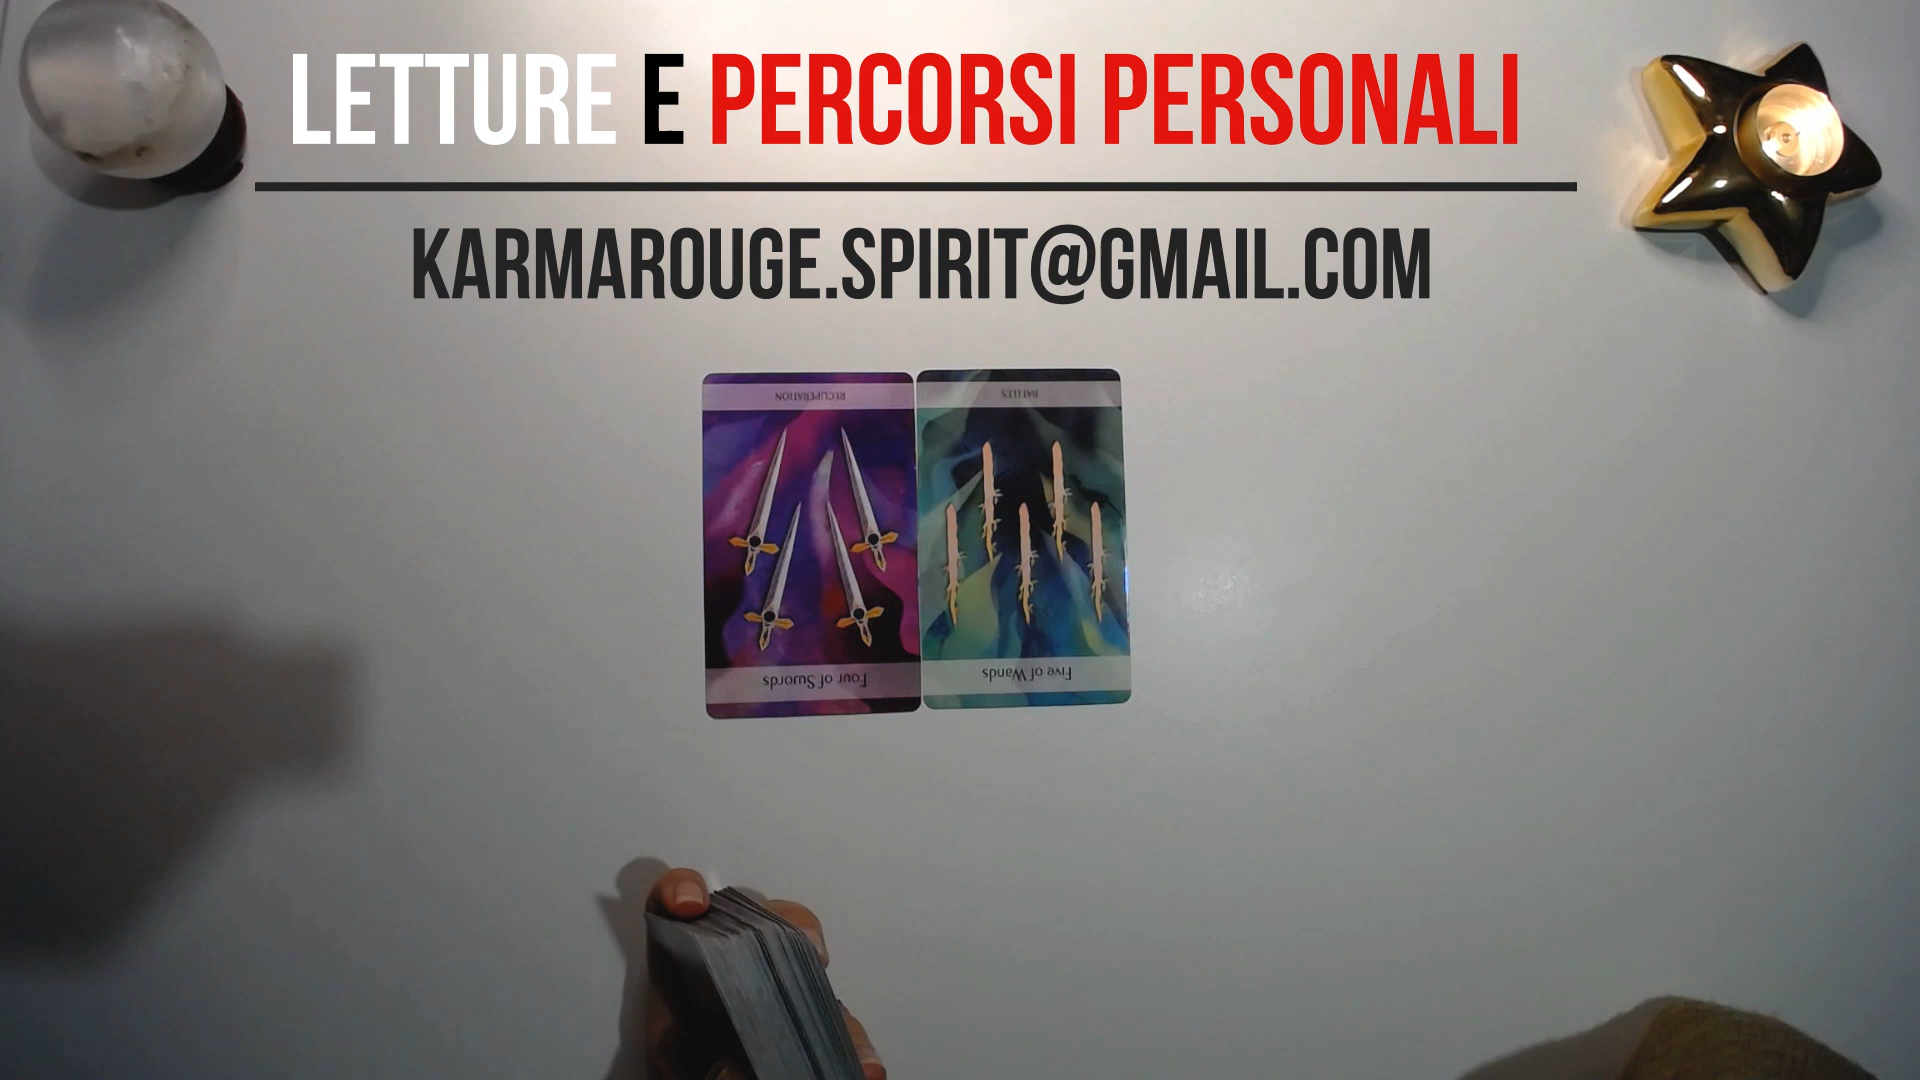 LETTURE E PERCORSI PERSONALI
KARMAROUGE.SPIRIT@GMAIL.COM
RECUPERATION
BATTLES
Four of Swords
Five of Wands